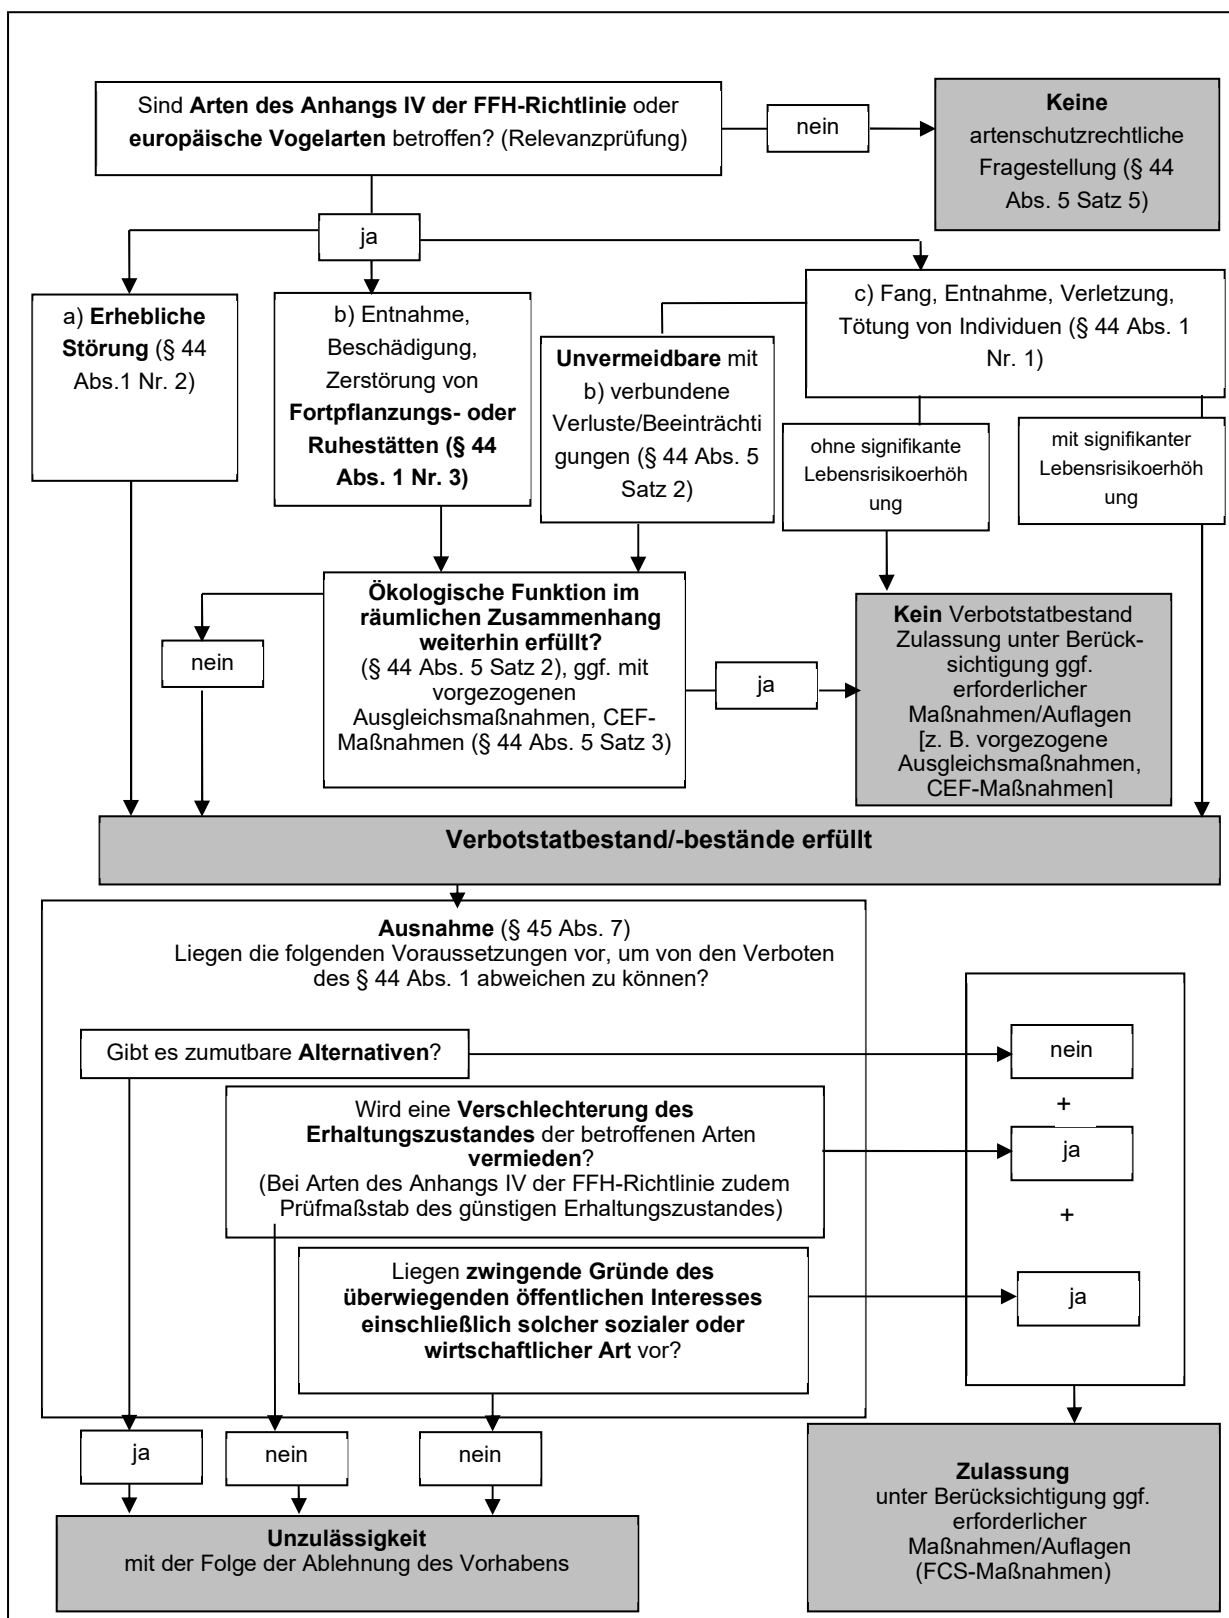 Sind Arten des Anhangs IV der FFH-Richtlinie oder
europäische Vogelarten betroffen? (Relevanzprüfung)
nein
Keine
artenschutzrechtliche
Fragestellung (§ 44
Abs. 5 Satz 5)
ja
a) Erhebliche
Störung (§ 44
Abs.1 Nr. 2)
b) Entnahme,
Beschädigung,
Zerstörung von
Fortpflanzungs- oder
Ruhestätten (§ 44
Abs. 1 Nr. 3)
Unvermeidbare mit
b) verbundene
Verluste/Beeinträchti
gungen (§ 44 Abs. 5
Satz 2)
c) Fang, Entnahme, Verletzung,
Tötung von Individuen (§ 44 Abs. 1
Nr. 1)
ohne signifikante
Lebensrisikoerhöh
ung
mit signifikanter
Lebensrisikoerhöh
ung
Ökologische Funktion im
räumlichen Zusammenhang
weiterhin erfüllt?
(§ 44 Abs. 5 Satz 2), ggf. mit
vorgezogenen
Ausgleichsmaßnahmen, CEF-
Maßnahmen (§ 44 Abs. 5 Satz 3)
nein
ja
Kein Verbotstatbestand
Zulassung unter Berück-
sichtigung ggf.
erforderlicher
Maßnahmen/Auflagen
[z. B. vorgezogene
Ausgleichsmaßnahmen,
CEF-Maßnahmen]
Verbotstatbestand/-bestände erfüllt
Ausnahme (§ 45 Abs. 7)
Liegen die folgenden Voraussetzungen vor, um von den Verboten
des § 44 Abs. 1 abweichen zu können?
Gibt es zumutbare Alternativen?
nein
+
Wird eine Verschlechterung des
Erhaltungszustandes der betroffenen Arten
vermieden?
(Bei Arten des Anhangs IV der FFH-Richtlinie zudem
Prüfmaßstab des günstigen Erhaltungszustandes)
ja
+
Liegen zwingende Gründe des
überwiegenden öffentlichen Interesses
einschließlich solcher sozialer oder
wirtschaftlicher Art vor?
ja
ja
nein
nein
Unzulässigkeit
mit der Folge der Ablehnung des Vorhabens
Zulassung
unter Berücksichtigung ggf.
erforderlicher
Maßnahmen/Auflagen
(FCS-Maßnahmen)